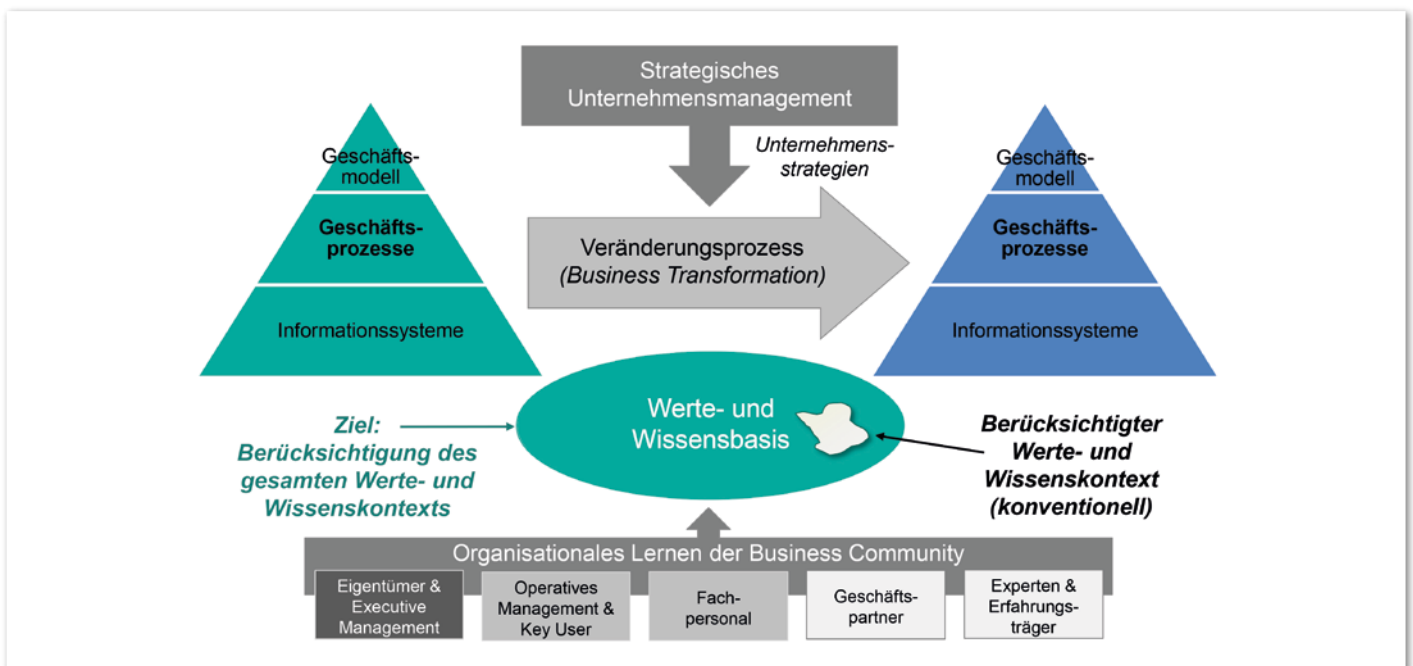 Strategisches
Unternehmensmanagement
Unternehmens-
strategien
Geschäfts-
modell
Geschäfts-
prozesse
Informationssysteme
Veränderungsprozess
(Business Transformation)
Geschäfts-
modell
Geschäfts-
prozesse
Informationssysteme
Ziel:
Berücksichtigung des
gesamten Werte- und
Wissenskontexts
Werte- und
Wissensbasis
Berücksichtigter
Werte- und
Wissenskontext
(konventionell)
Organisationales Lernen der Business Community
Eigentümer &
Executive
Management
Operatives
Management &
Key User
Fach-
personal
Geschäfts-
partner
Experten &
Erfahrungs-
träger